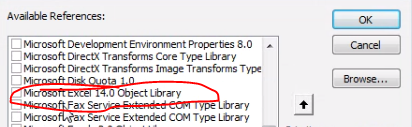 Available References:
OK
Microsoft Development Environment Properties 8.0
Microsoft DirectX Transforms Core Type Library
Cancel
Microsoft DirectX Transforms Image Transforms Type
Microsoft Disk Quota 1.0
Microsoft Excel 14.0 Object Library
Browse...
Microsoft Fax Service Extended COM Type Library
Microsoft Fax Service Extended COM Type Library